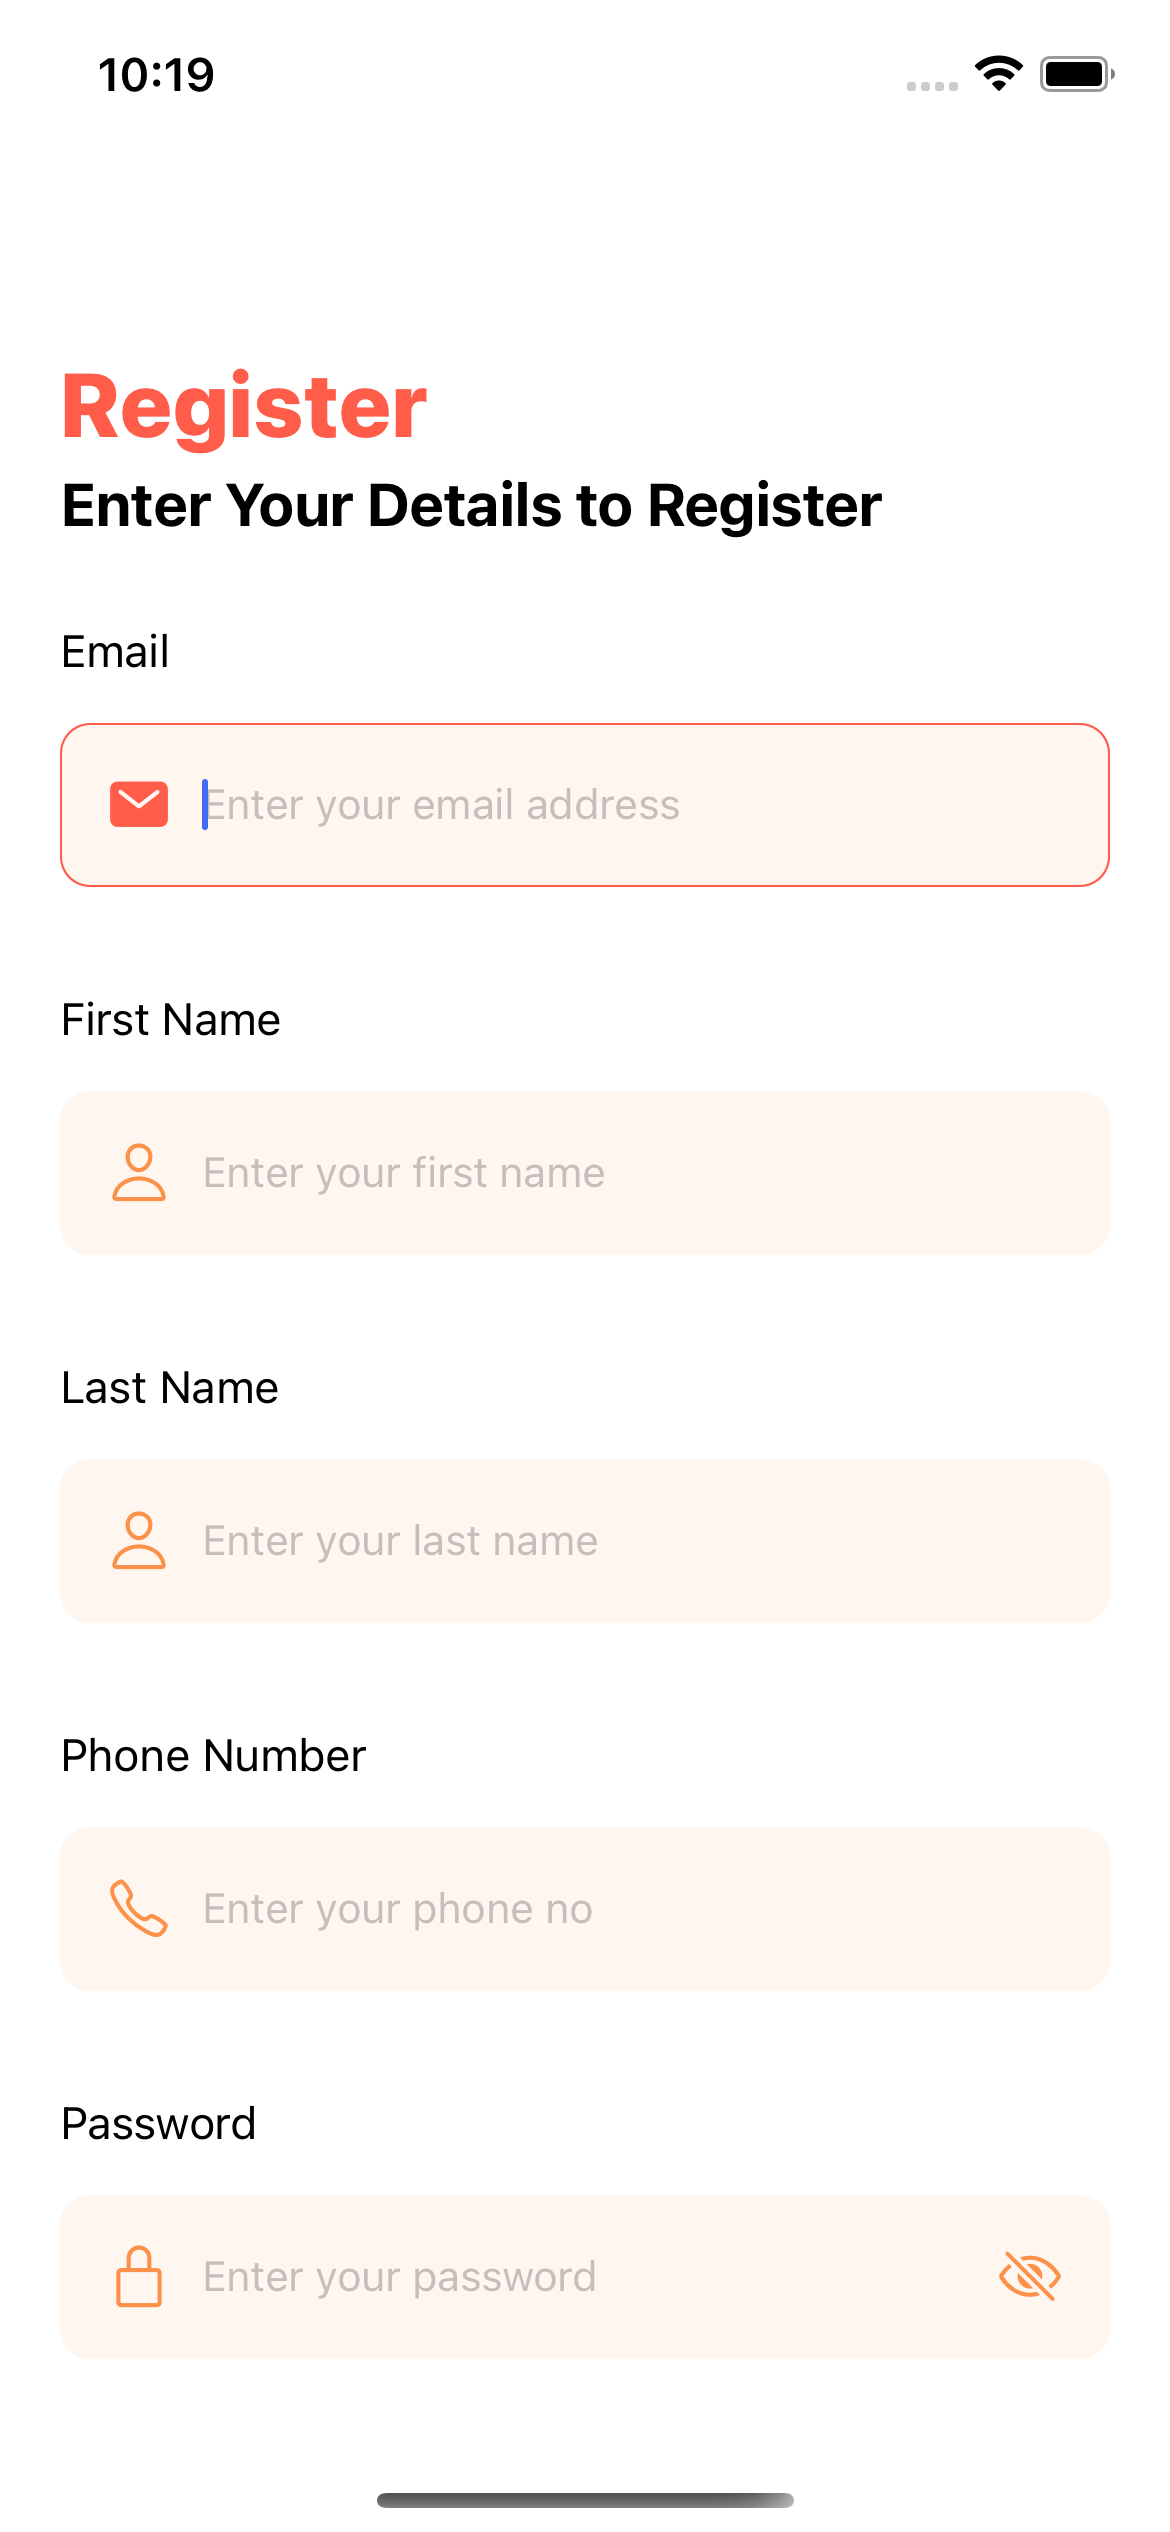 10:19
Register
Enter Your Details to Register
Email
Enter your email address
First Name
Enter your first name
Last Name
Enter your last name
Phone Number
Enter your phone no
Password
Enter your password